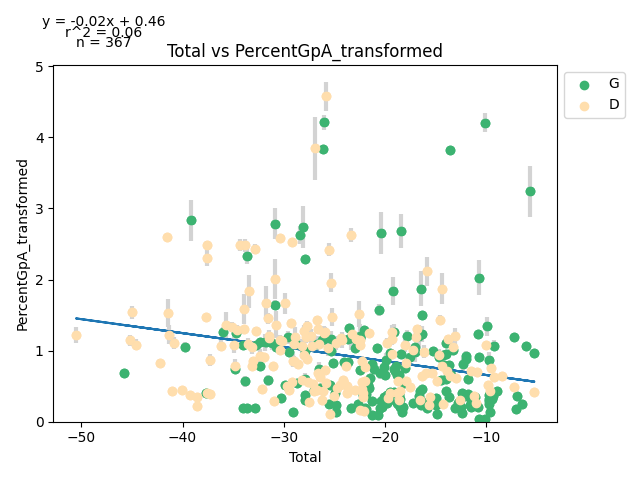 y = -0.02x + 0.46
r^2 = 0.06
n = 367
Total vs PercentGpA_transformed
G
D
PercentGpA_transformed
5
4
3
2
1
0
−50
−40
−30
−20
−10
Total